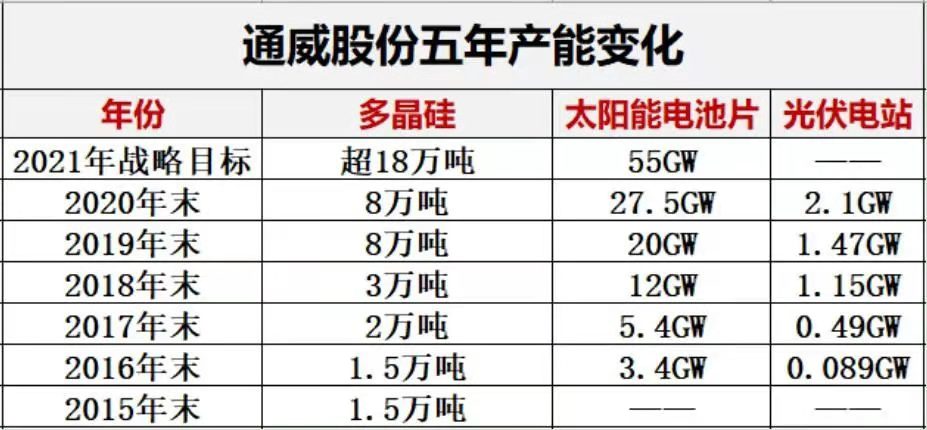 通威股份五年产能变化
年份 多晶硅 太阳能电池片 光伏电站
2021年战略目标 超18万吨 55GW ——
2020年末 8万吨 27.5GW 2.1GW
2019年末 8万吨 20GW 1.47GW
2018年末 3万吨 12GW 1.15GW
2017年末 2万吨 5.4GW 0.49GW
2016年末 1.5万吨 3.4GW 0.089GW
2015年末 1.5万吨 —— ——